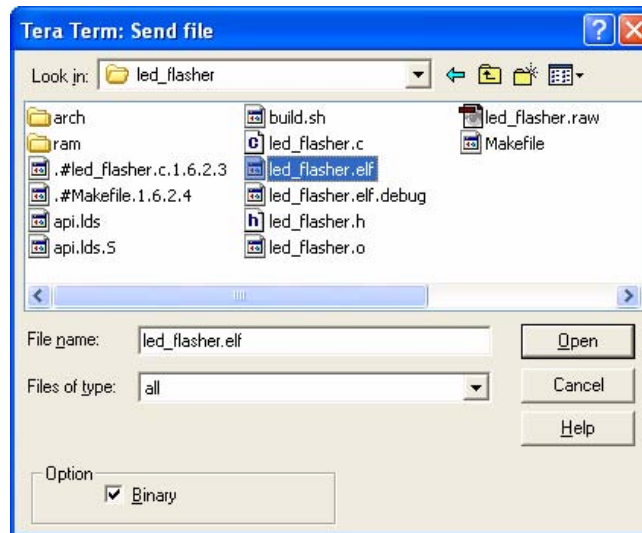 Tera Term: Send file
Look in: led_flasher
arch
ram
.#led_flasher.c.1.6.2.3
.#Makefile.1.6.2.4
api.lds
api.lds.S
build.sh
led_flasher.c
led_flasher.elf
led_flasher.elf.debug
led_flasher.h
led_flasher.o
led_flasher.raw
Makefile
File name: led_flasher.elf
Open
Files of type: all
Cancel
Help
Option
Binary